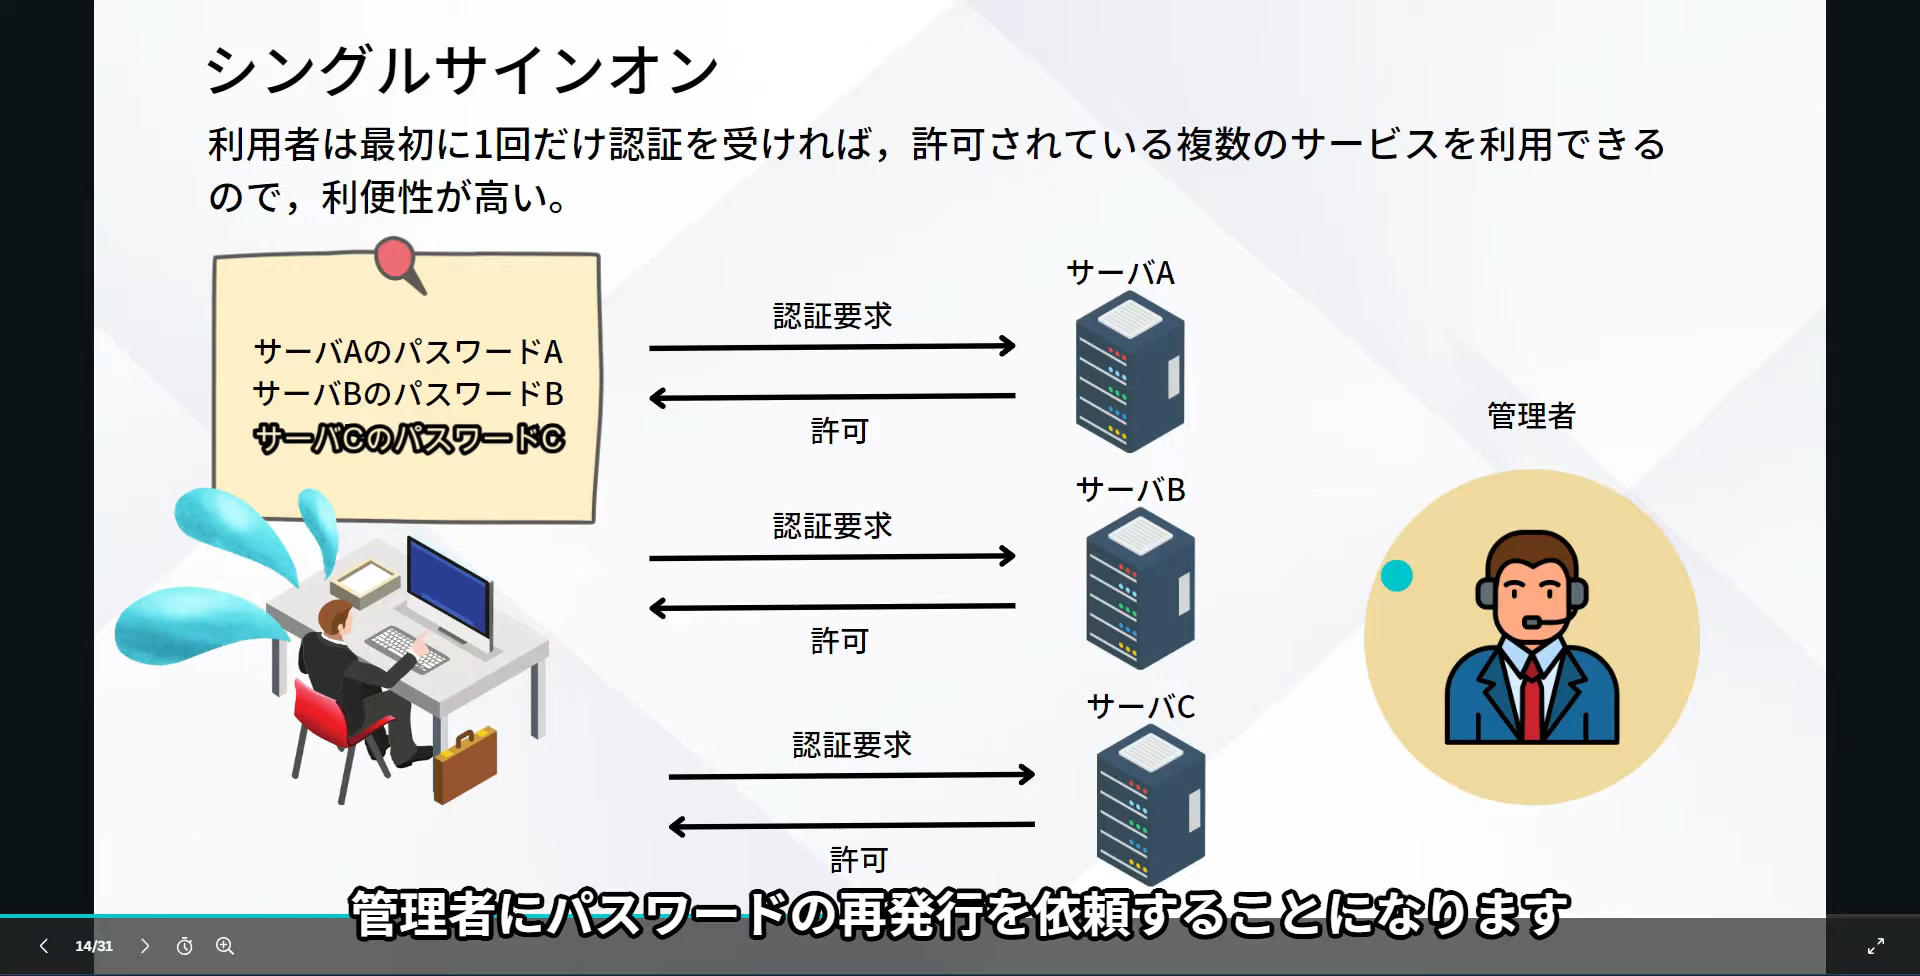 シングルサインオン
利用者は最初に1回だけ認証を受ければ，許可されている複数のサービスを利用できる
ので，利便性が高い。
サーバAのパスワードA
サーバBのパスワードB
サーバCのパスワードC
認証要求
許可
サーバA
認証要求
許可
サーバB
認証要求
許可
サーバC
管理者
管理者にパスワードの再発行を依頼することになります
14/31